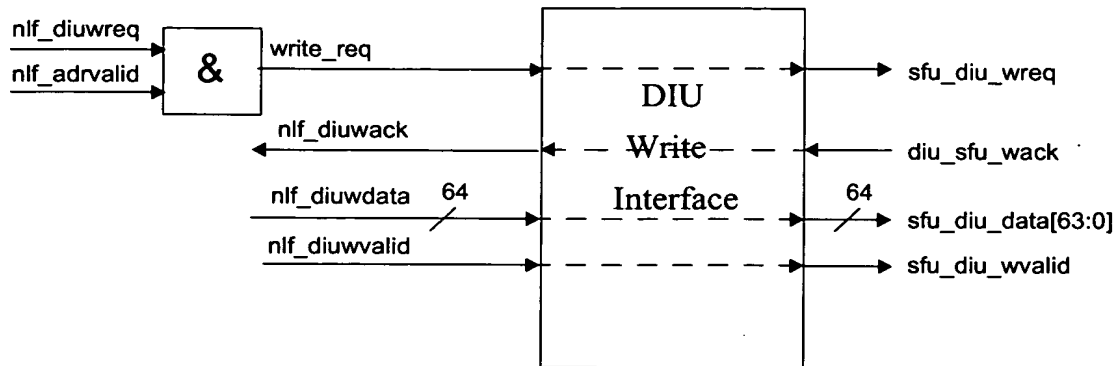 nlf_diuwreq
nlf_adrvalid
&
write_req
sfu_diu_wreq
DIU
nlf_diuwack
Write
diu_sfu_wack
nlf_diuwdata
64
Interface
64
sfu_diu_data[63:0]
nlf_diuwvalid
sfu_diu_wvalid